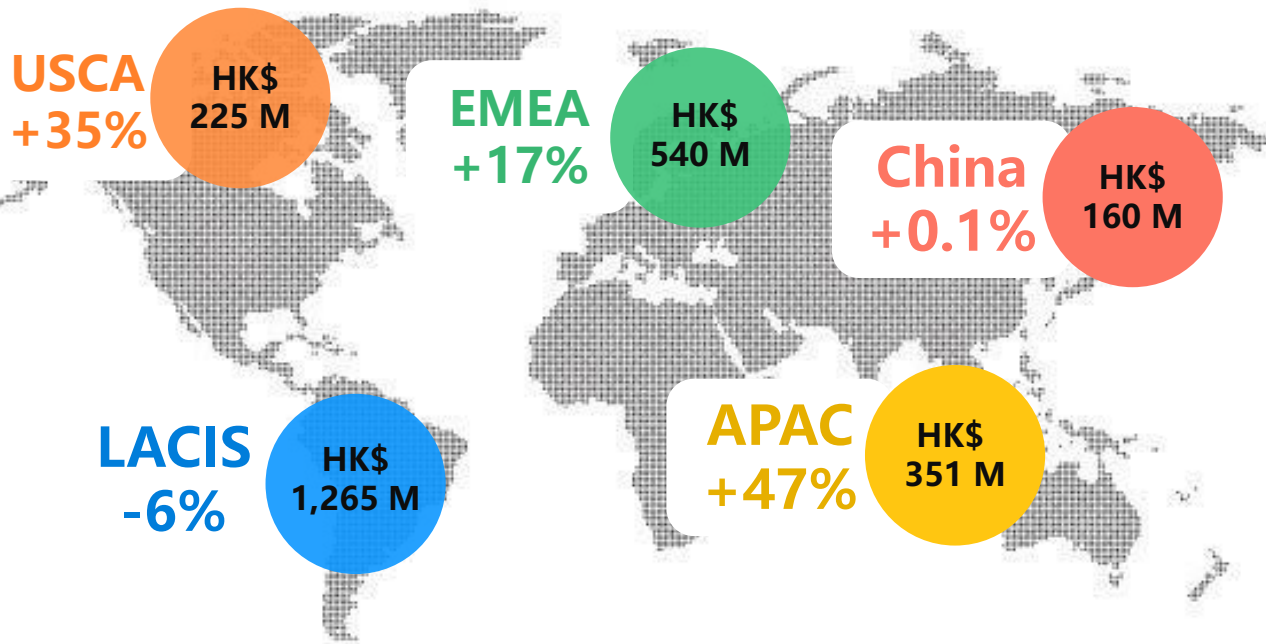 USCA
+35%
HK$
225 M
EMEA
+17%
HK$
540 M
China
+0.1%
HK$
160 M
LACIS
-6%
HK$
1,265 M
APAC
+47%
HK$
351 M